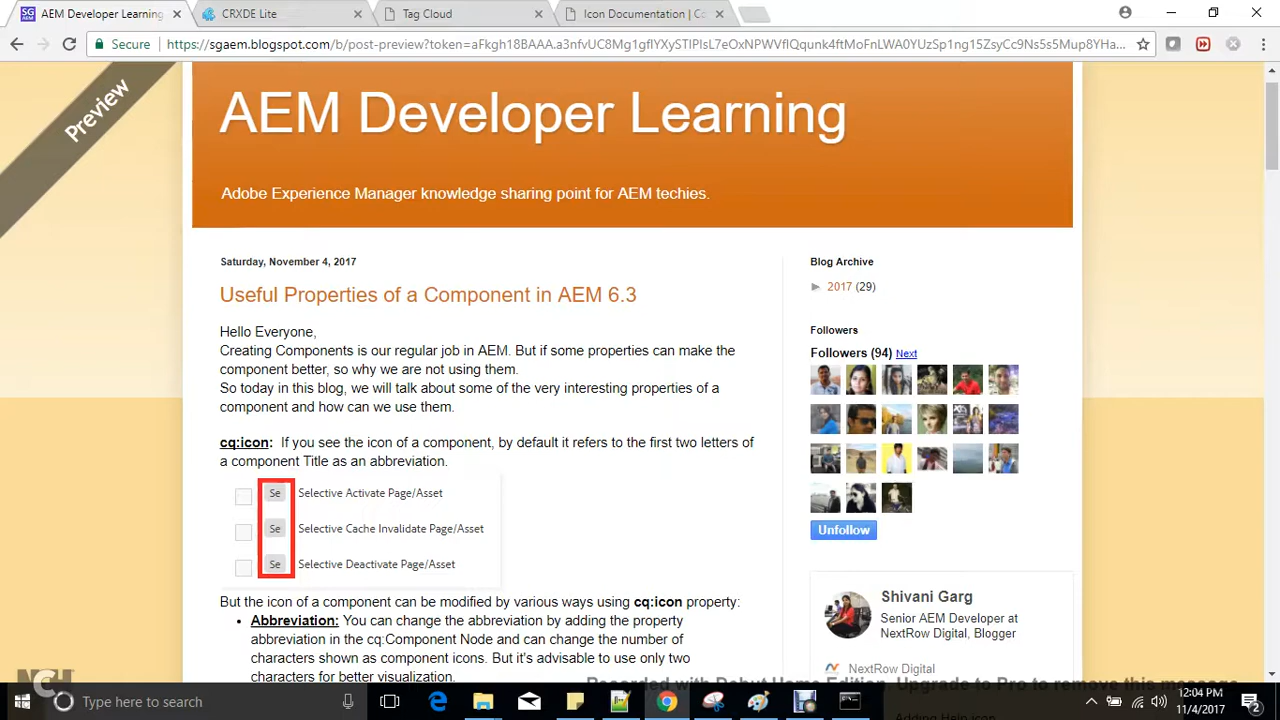 AEM Developer Learning
CRXDE Lite
Tag Cloud
Icon Documentation | Co
Secure
https://sgaem.blogspot.com/b/post-preview?token=aFkgh18BAAA.a3nfvUC8Mg1gflYXySTIPIsL7eOxNPWVflQqunk4ftMoFnLWA0YUzSp1ng15ZsyCc9Ns5s5Mup8YHa...
Preview
AEM Developer Learning
Adobe Experience Manager knowledge sharing point for AEM techies.
Saturday, November 4, 2017
Useful Properties of a Component in AEM 6.3
Hello Everyone,
Creating Components is our regular job in AEM. But if some properties can make the
component better, so why we are not using them.
So today in this blog, we will talk about some of the very interesting properties of a
component and how can we use them.
cq:icon: If you see the icon of a component, by default it refers to the first two letters of
a component Title as an abbreviation.
Se Selective Activate Page/Asset
Se Selective Cache Invalidate Page/Asset
Se Selective Deactivate Page/Asset
But the icon of a component can be modified by various ways using cq:icon property:
• Abbreviation: You can change the abbreviation by adding the property
abbreviation in the cq:Component Node and can change the number of
characters shown as component icons. But it's advisable to use only two
characters for better visualization.
Blog Archive
► 2017 (29)
Followers
Followers (94) Next
Unfollow
Shivani Garg
Senior AEM Developer at
NextRow Digital, Blogger
NextRow Digital
Adding Help icon
NCH
Recorded with Debut Home Edition. Upgrade to Pro to remove this message
Type here to search
12:04 PM
11/4/2017
2